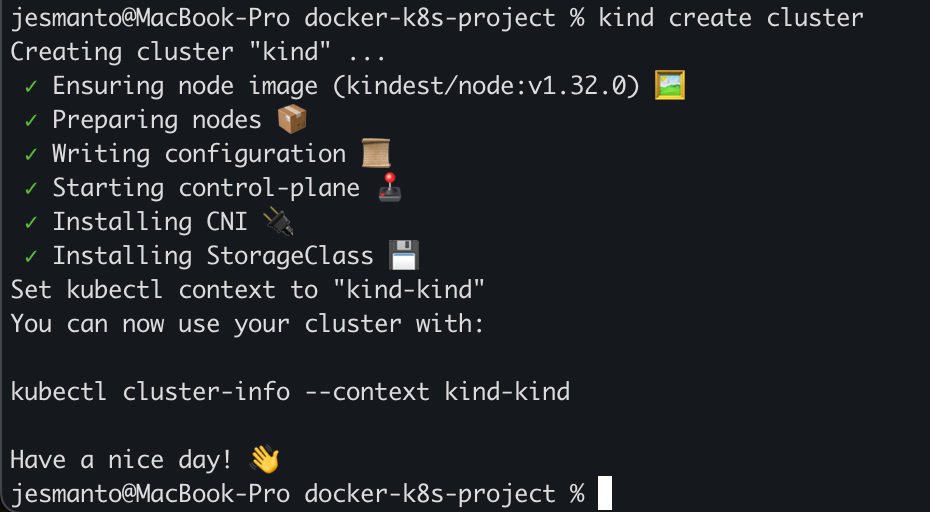 jesmanto@MacBook-Pro docker-k8s-project % kind create cluster
Creating cluster "kind" ...
✓ Ensuring node image (kindest/node:v1.32.0) 🖼️
✓ Preparing nodes 📦
✓ Writing configuration 📜
✓ Starting control-plane 🕹️
✓ Installing CNI 🔌
✓ Installing StorageClass 💾
Set kubectl context to "kind-kind"
You can now use your cluster with:

kubectl cluster-info --context kind-kind

Have a nice day! 👋
jesmanto@MacBook-Pro docker-k8s-project %